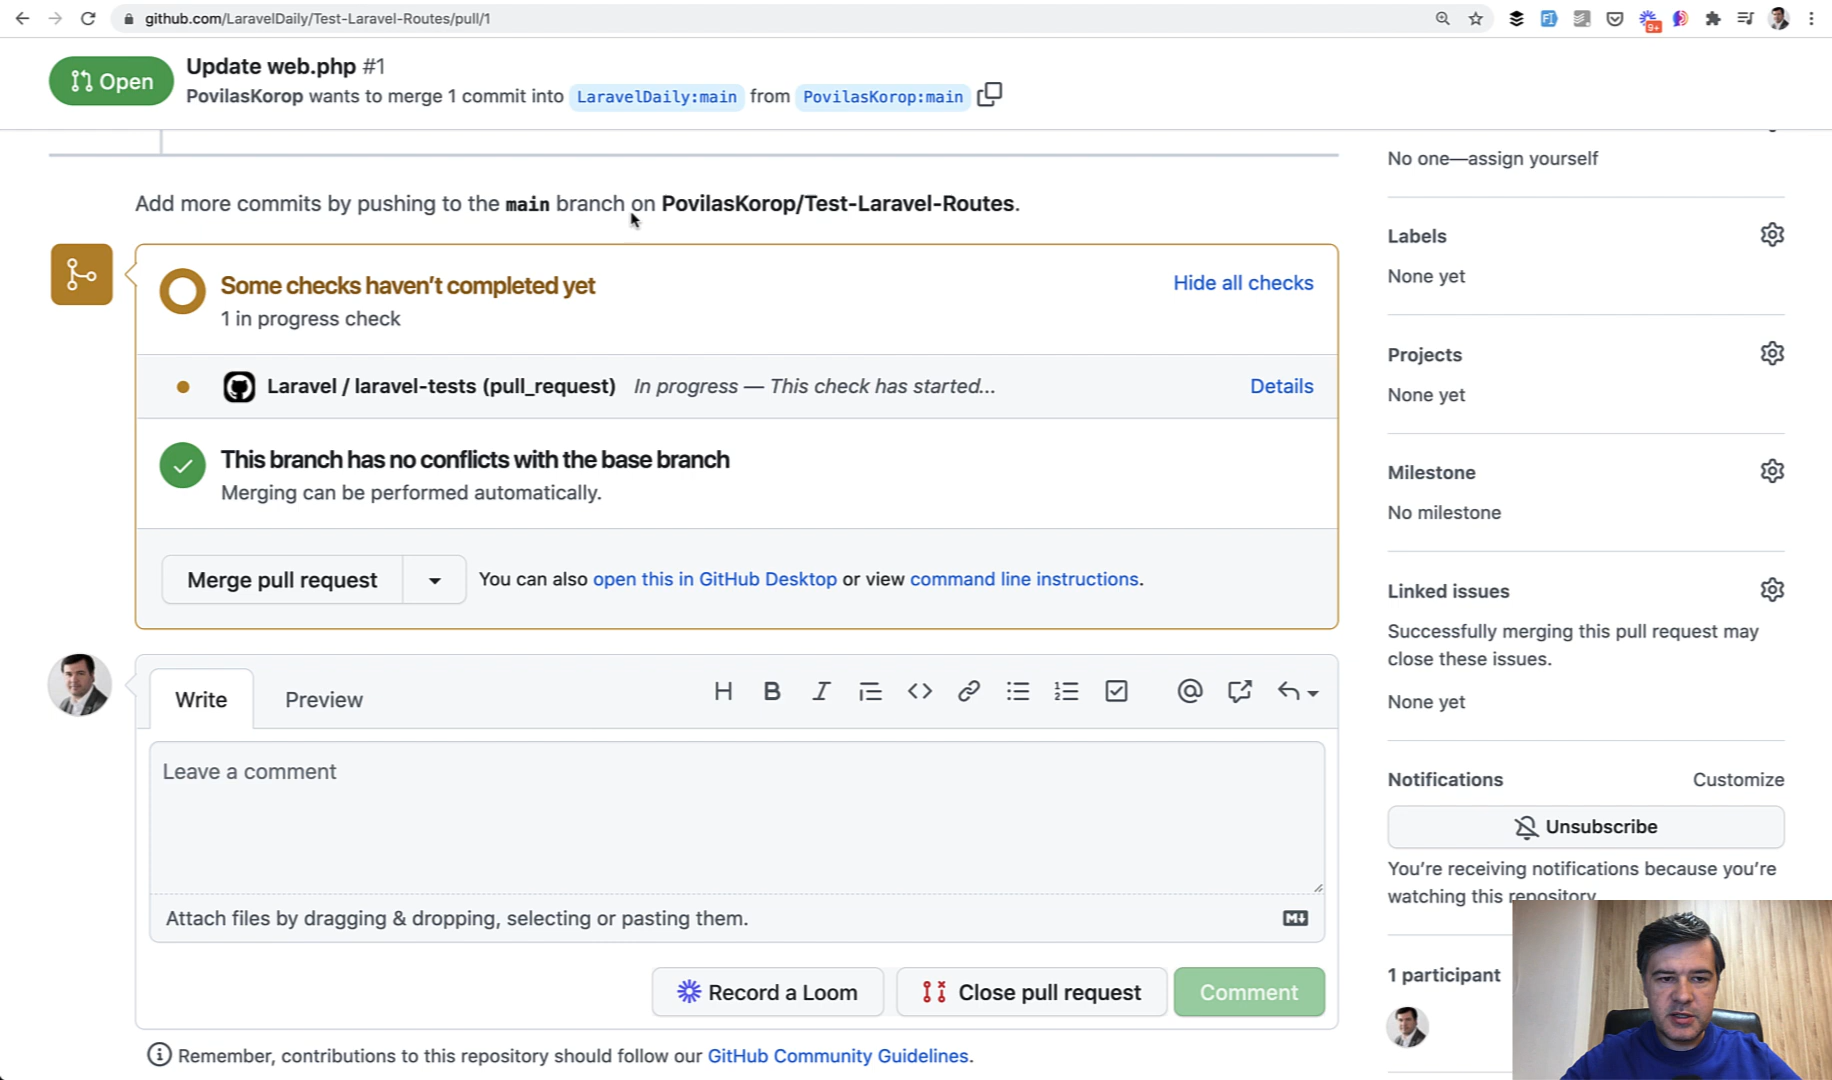 github.com/LaravelDaily/Test-Laravel-Routes/pull/1
9+
Open
Update web.php #1
PovilasKorop wants to merge 1 commit into LaravelDaily:main from PovilasKorop:main
No one—assign yourself
Add more commits by pushing to the main branch on PovilasKorop/Test-Laravel-Routes.
Labels
None yet
Some checks haven't completed yet
Hide all checks
1 in progress check
Projects
None yet
Laravel / laravel-tests (pull_request) In progress — This check has started...
Details
This branch has no conflicts with the base branch
Merging can be performed automatically.
Milestone
No milestone
Merge pull request
You can also open this in GitHub Desktop or view command line instructions.
Linked issues
Successfully merging this pull request may
close these issues.
None yet
Write
Preview
H B I
@
Leave a comment
Attach files by dragging & dropping, selecting or pasting them.
M
Notifications
Customize
Unsubscribe
You're receiving notifications because you're
watching this repository.
Record a Loom
Close pull request
Comment
1 participant
Remember, contributions to this repository should follow our GitHub Community Guidelines.